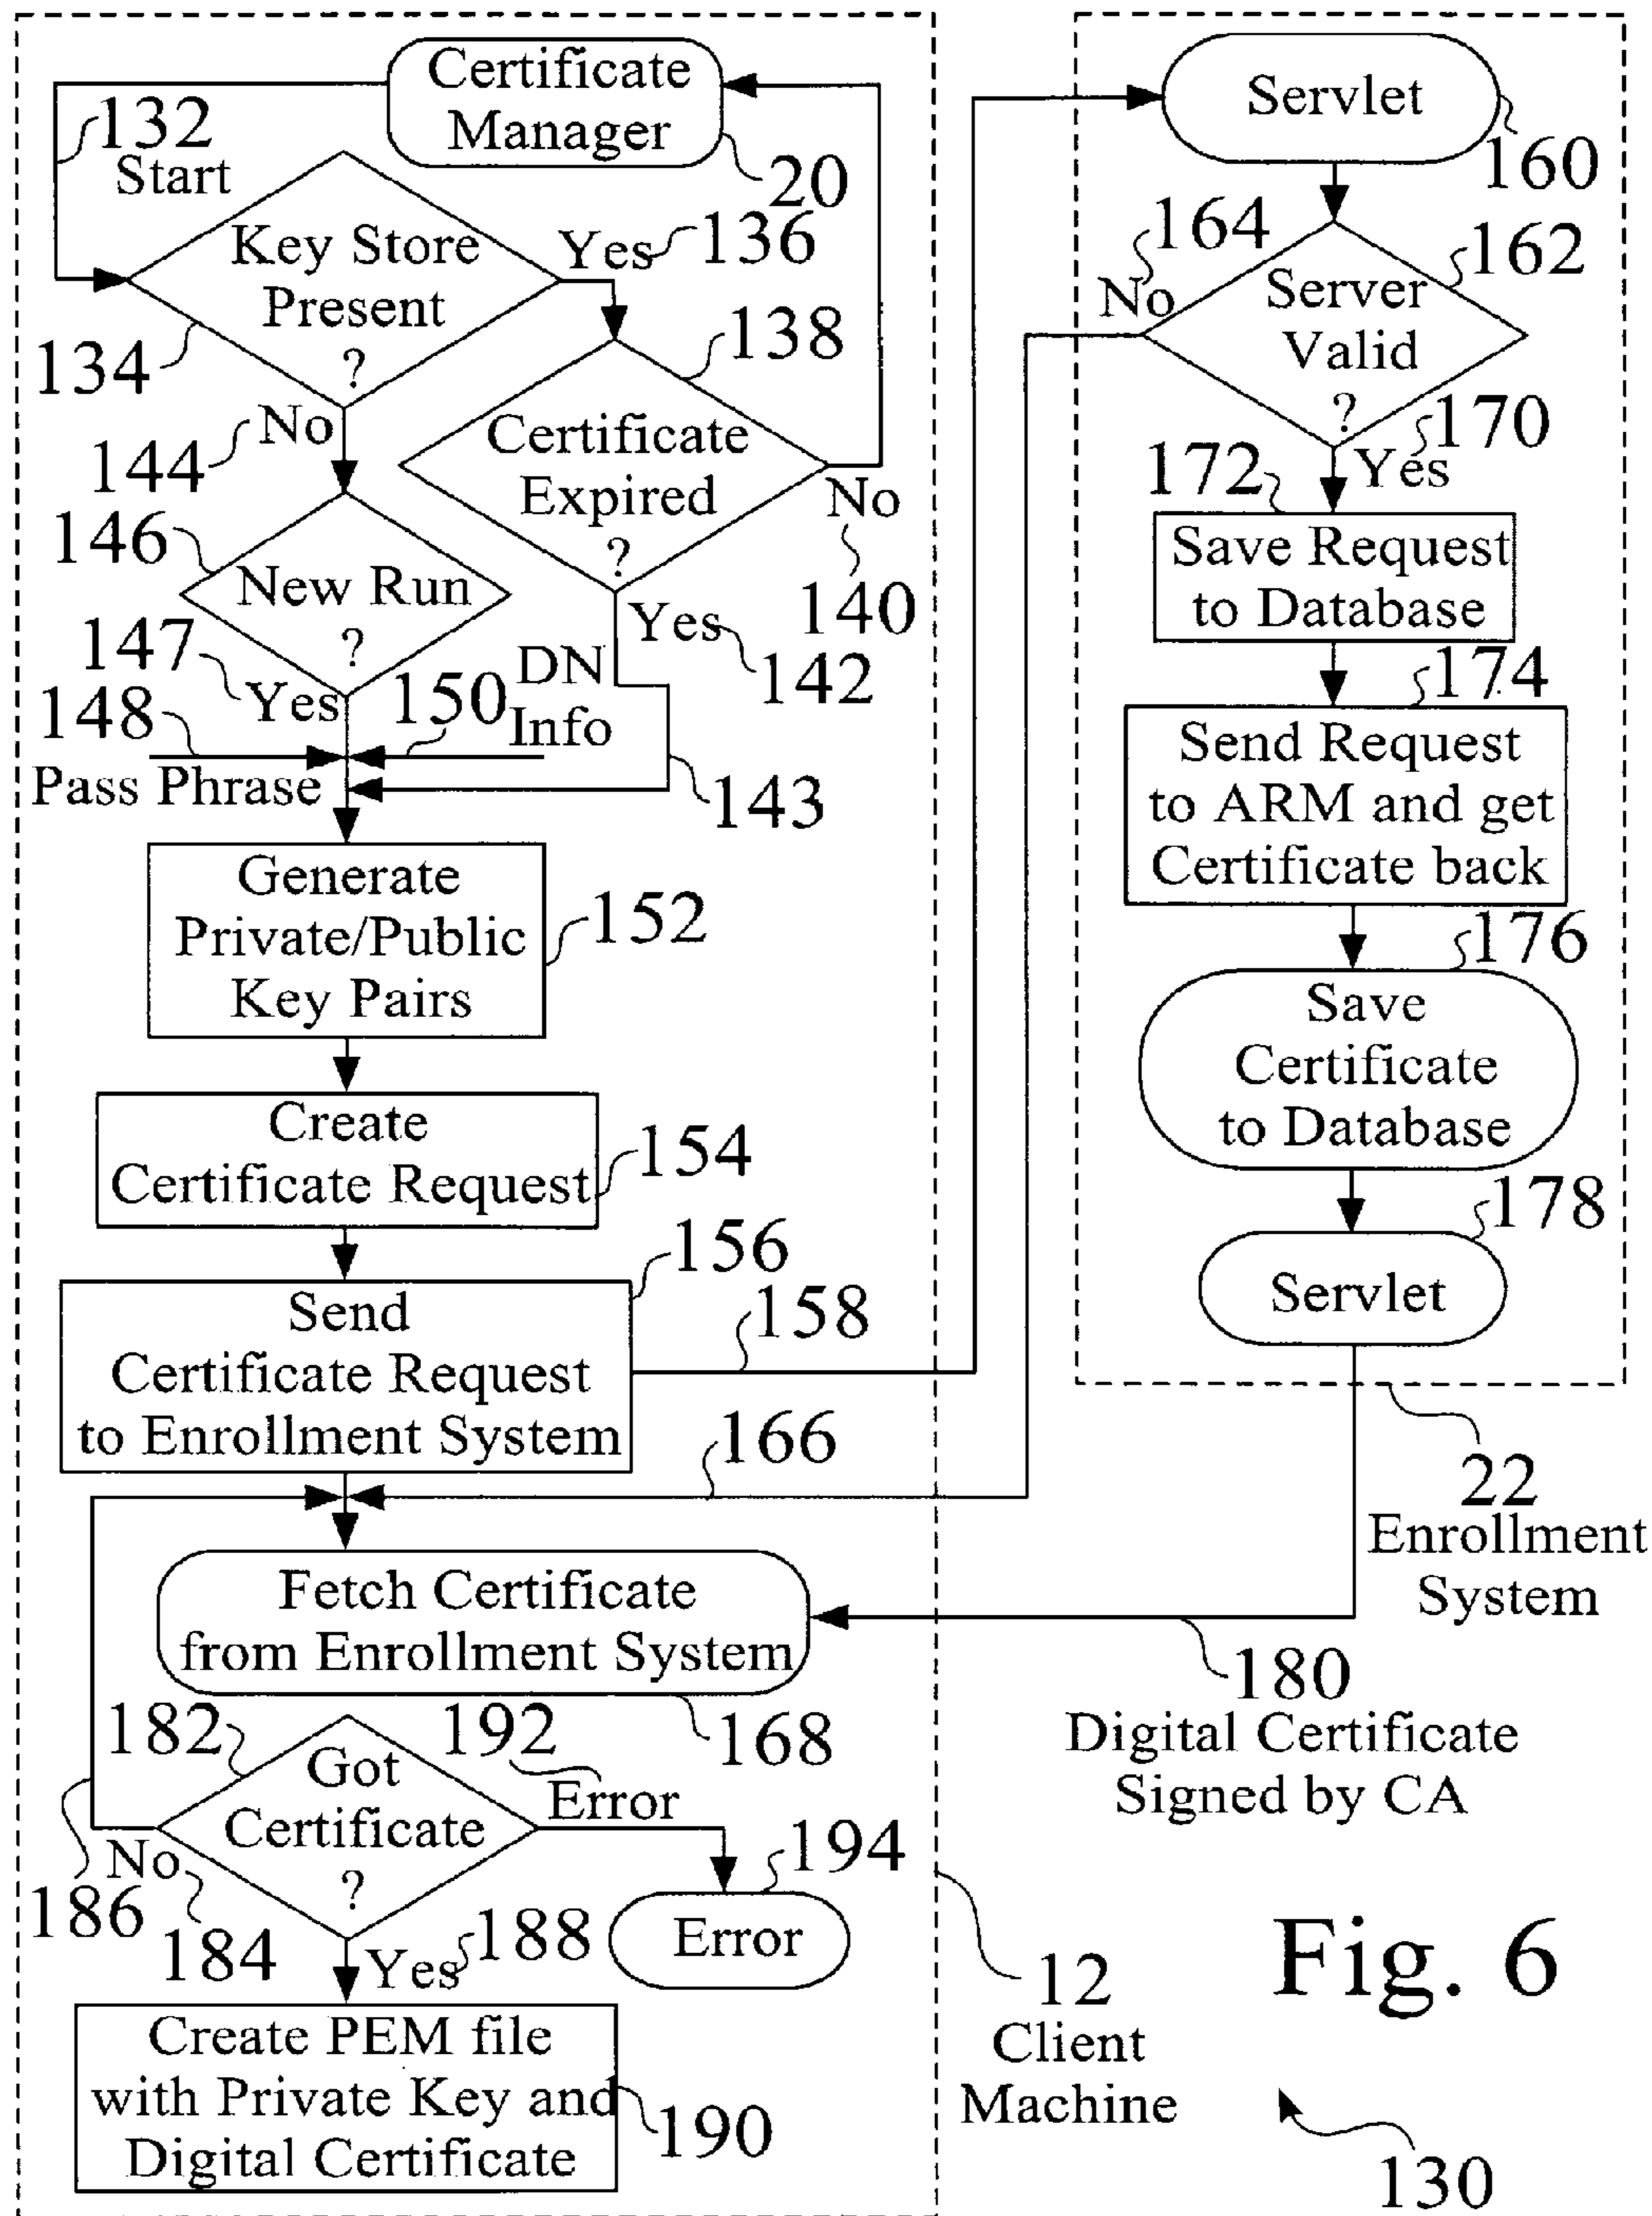 Certificate
Manager
20
132
Start
Key Store
Present
?
134
Yes
136
138
Certificate
Expired
?
No
140
No
144
146
New Run
?
147
Yes
148
Pass Phrase
150
DN
Info
Yes
142
143
Generate
Private/Public
Key Pairs
152
Create
Certificate Request
154
Send
Certificate Request
to Enrollment System
156
158
166
Fetch Certificate
from Enrollment System
168
182
Got
Certificate
?
192
Error
194
Error
No
186
184
Yes
188
Create PEM file
with Private Key and
Digital Certificate
190
12
Client
Machine
Servlet
160
164
No
162
Server
Valid
?
170
Yes
172
Save Request
to Database
174
Send Request
to ARM and get
Certificate back
176
Save
Certificate
to Database
178
Servlet
22
Enrollment
System
180
Digital Certificate
Signed by CA
Fig. 6
130